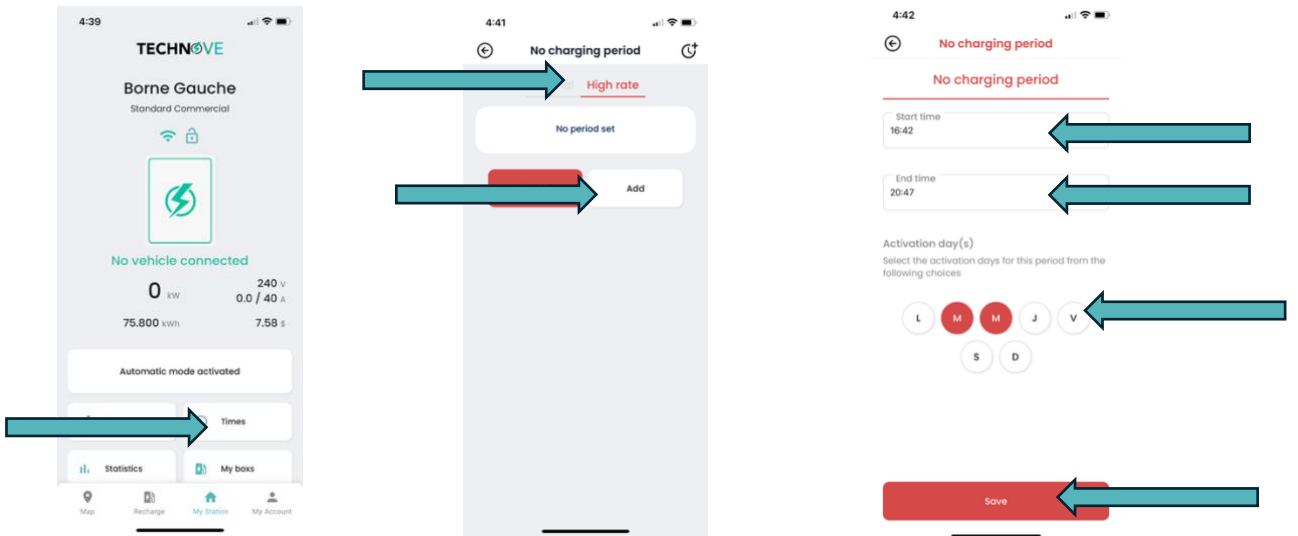 4:39
TECHNOVE
Borne Gauche
Standard Commercial
No vehicle connected
0 kW
240 V
0.0 / 40 A
75.800 kWh
7.58 $
Automatic mode activated
Times
Statistics
My boxs
Map
Recharge
My Station
My Account
4:41
No charging period
High rate
No period set
Add
4:42
No charging period
No charging period
Start time
16:42
End time
20:47
Activation day(s)
Select the activation days for this period from the
following choices
L M M J V
S D
Save